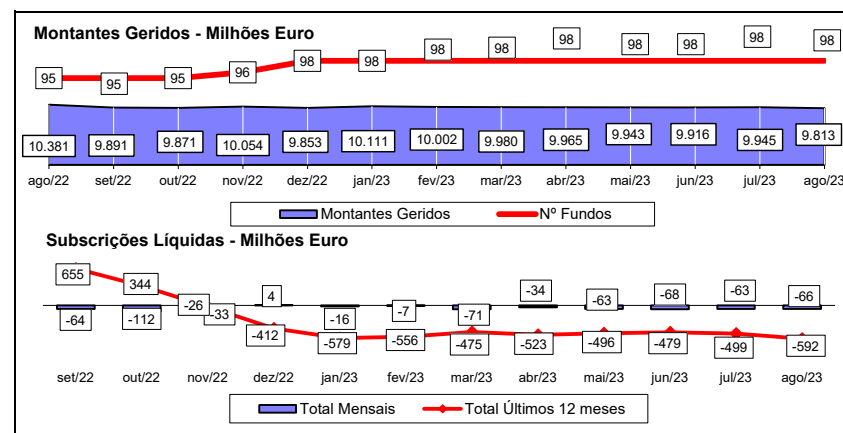 Montantes Geridos - Milhões Euro
95 95 95 96 98 98 98 98 98 98 98 98 98
10.381 9.891 9.871 10.054 9.853 10.111 10.002 9.980 9.965 9.943 9.916 9.945 9.813
ago/22 set/22 out/22 nov/22 dez/22 jan/23 fev/23 mar/23 abr/23 mai/23 jun/23 jul/23 ago/23
Montantes Geridos Nº Fundos
Subscrições Líquidas - Milhões Euro
655 344 -26 -412 -579 -556 -475 -523 -496 -479 -499 -592
-64 -112 -33 4 -16 -7 -71 -34 -63 -68 -63 -66
set/22 out/22 nov/22 dez/22 jan/23 fev/23 mar/23 abr/23 mai/23 jun/23 jul/23 ago/23
Total Mensais Total Últimos 12 meses